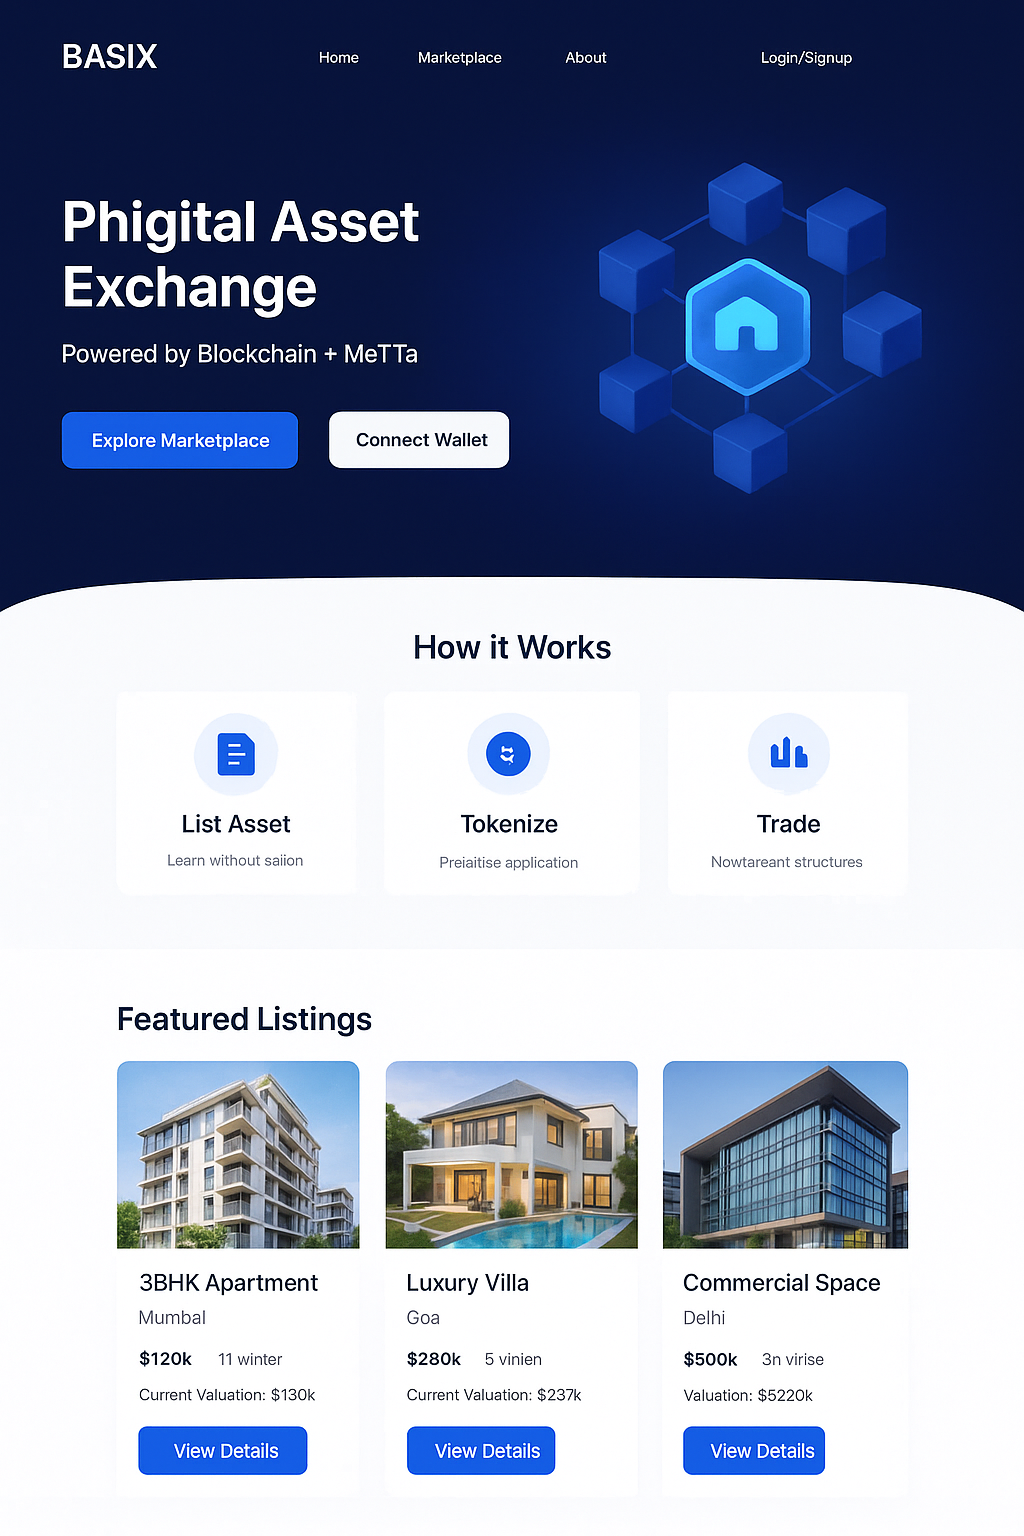 BASIX
Home Marketplace About Login/Signup
Phigital Asset
Exchange
Powered by Blockchain + MeTTa
Explore Marketplace Connect Wallet
How it Works
List Asset
Learn without saiion
Tokenize
Preiaitise application
Trade
Nowtareant structures
Featured Listings
3BHK Apartment
Mumbal
$120k 11 winter
Current Valuation: $130k
View Details
Luxury Villa
Goa
$280k 5 vinien
Current Valuation: $237k
View Details
Commercial Space
Delhi
$500k 3n virise
Valuation: $5220k
View Details